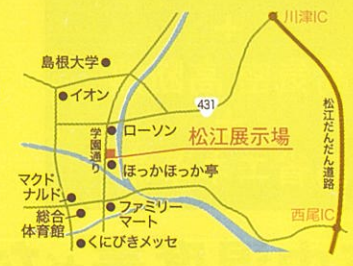 川津IC
島根大学
イオン
431
学園通り
ローソン
松江展示場
ほっかほっか亭
松江だんだん道路
マクド
ナルド
総合
体育館
ファミリー
マート
くにびきメッセ
西尾IC